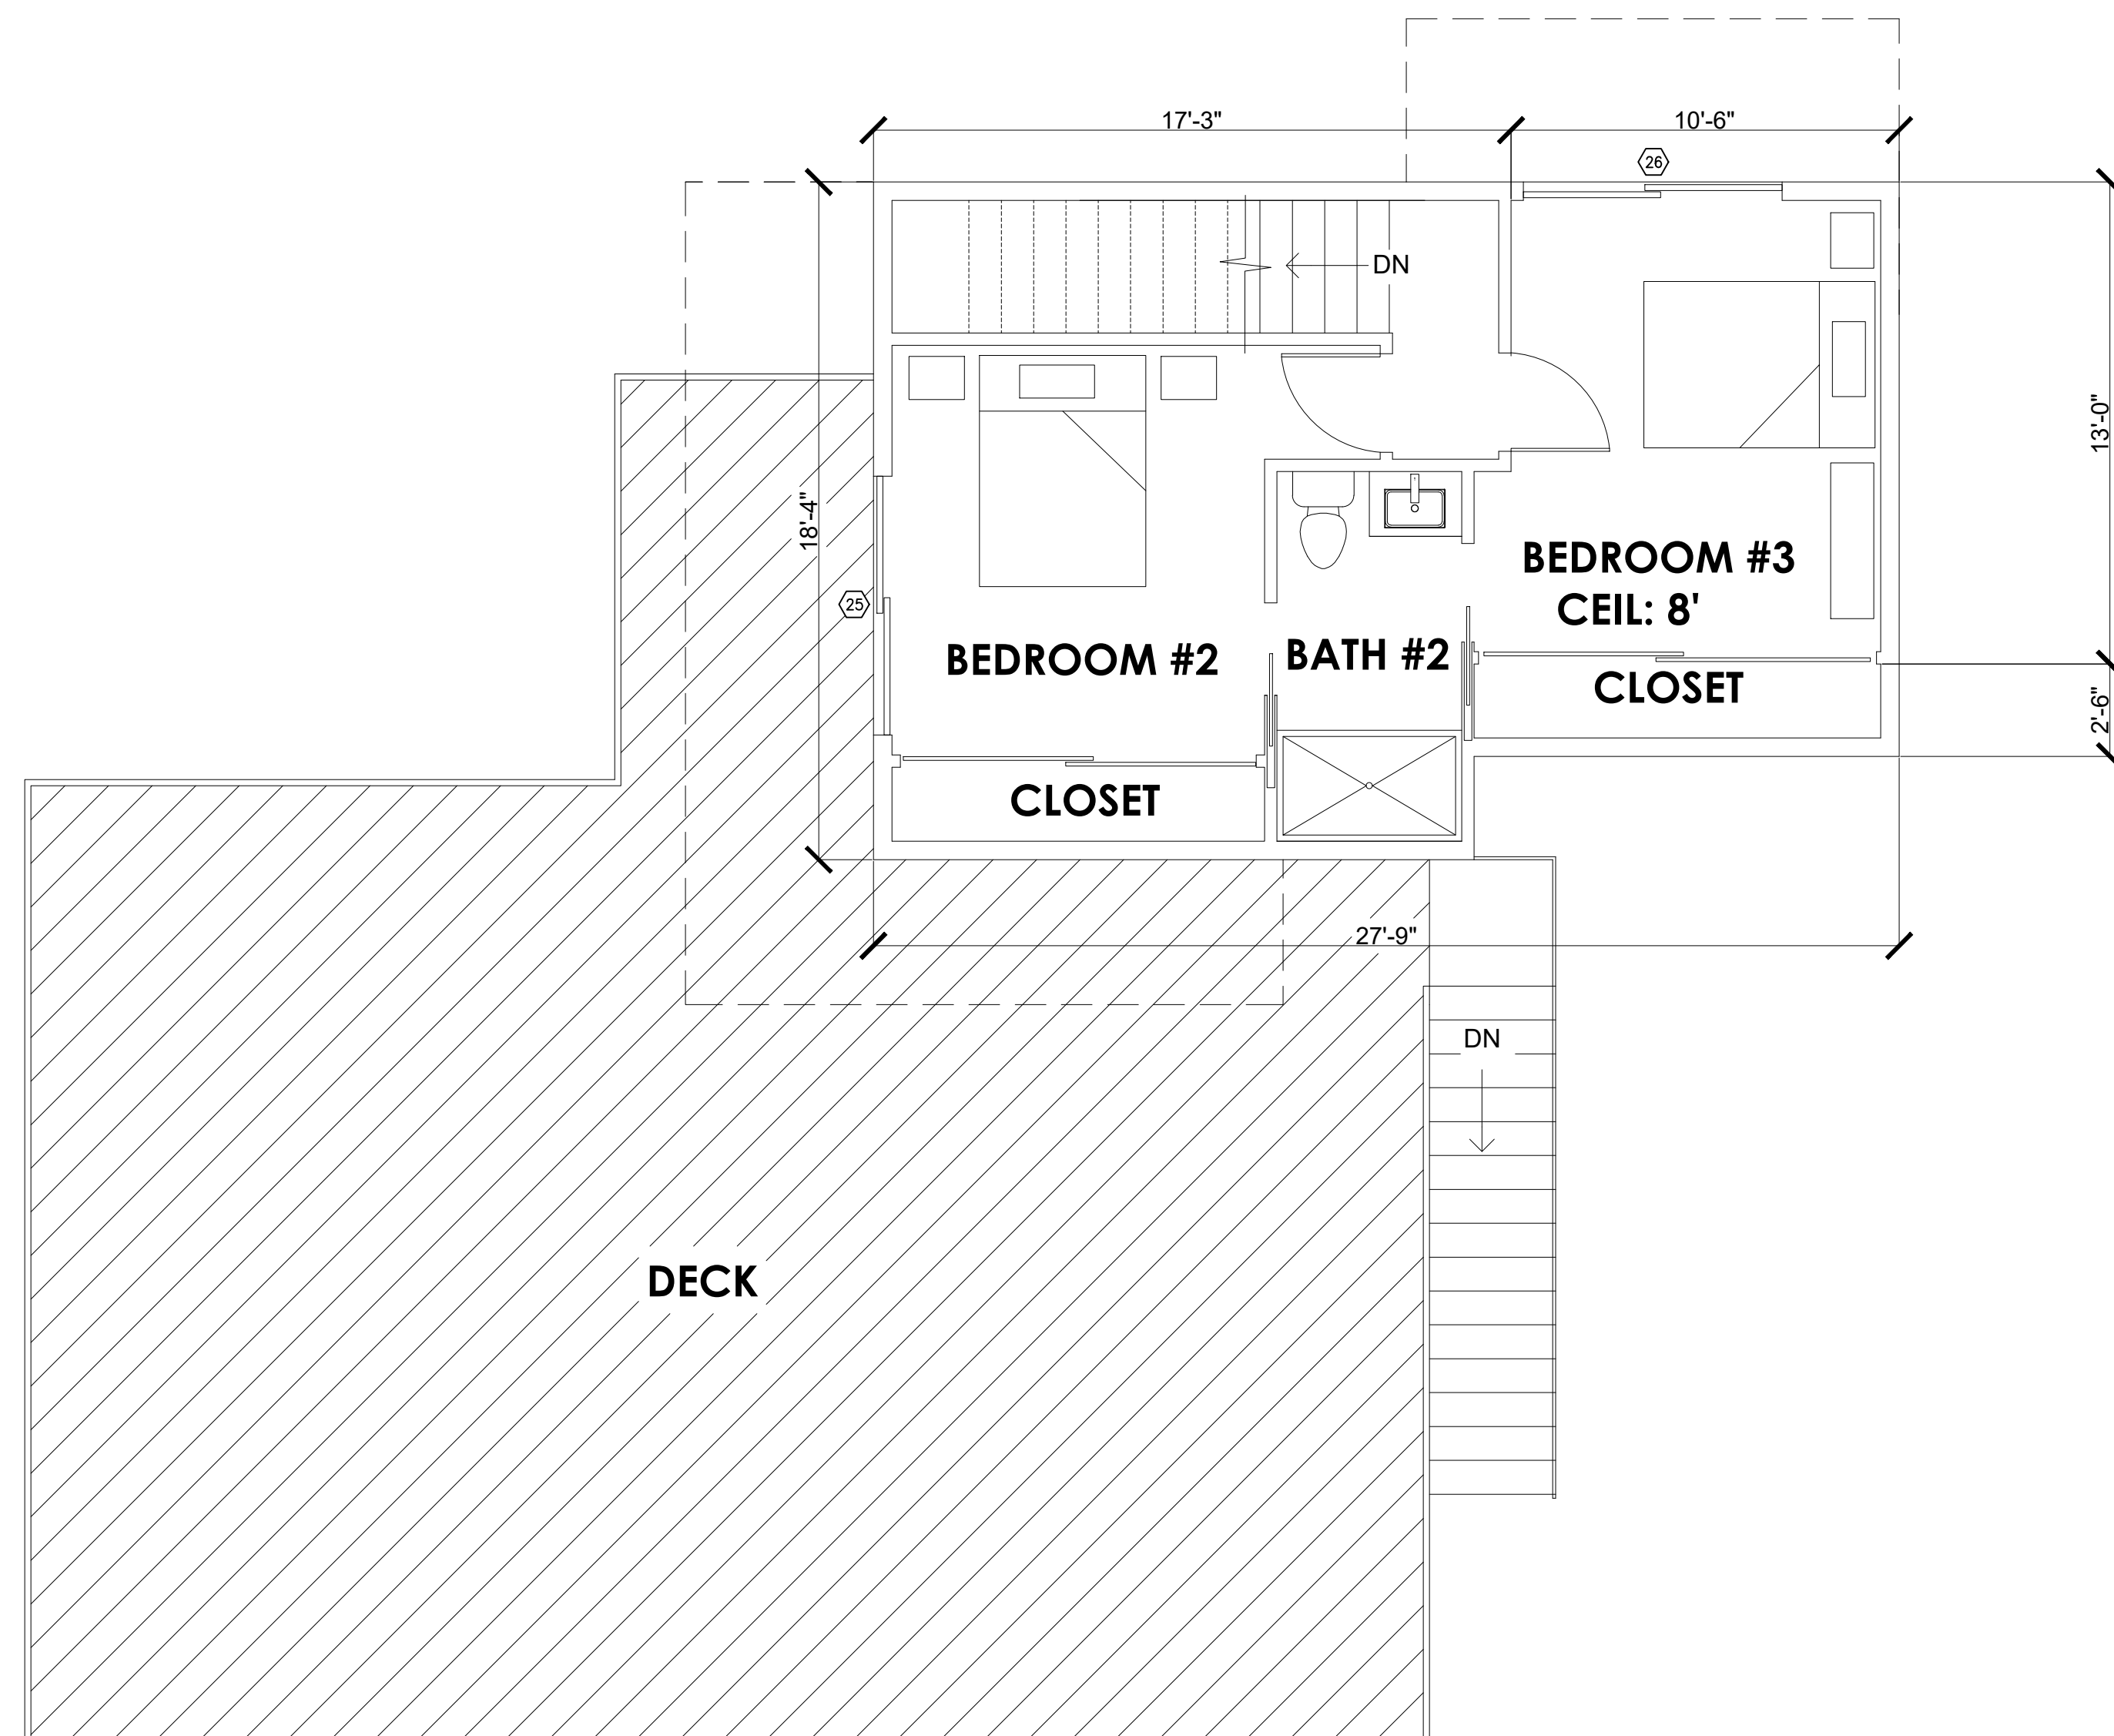 17'-3"
10'-6"
26
DN
13'-0"
18'-4"
BEDROOM #3
CEIL: 8'
25
BEDROOM #2
BATH #2
CLOSET
2'-6"
CLOSET
27'-9"
DN
DECK